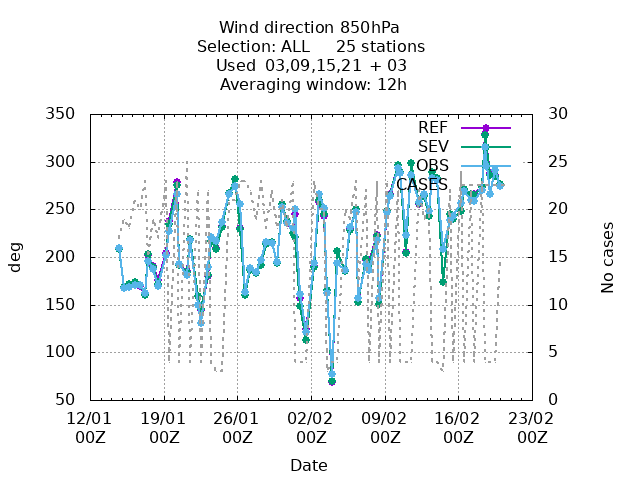 Wind direction 850hPa
Selection: ALL 25 stations
Used 03,09,15,21 + 03
Averaging window: 12h
350 30
REF
SEV
300 25
OBS
CASES
250 20
deg
200 15
No cases
150 10
100 5
50 0
12/01 19/01 26/01 02/02 09/02 16/02 23/02
00Z 00Z 00Z 00Z 00Z 00Z 00Z
Date